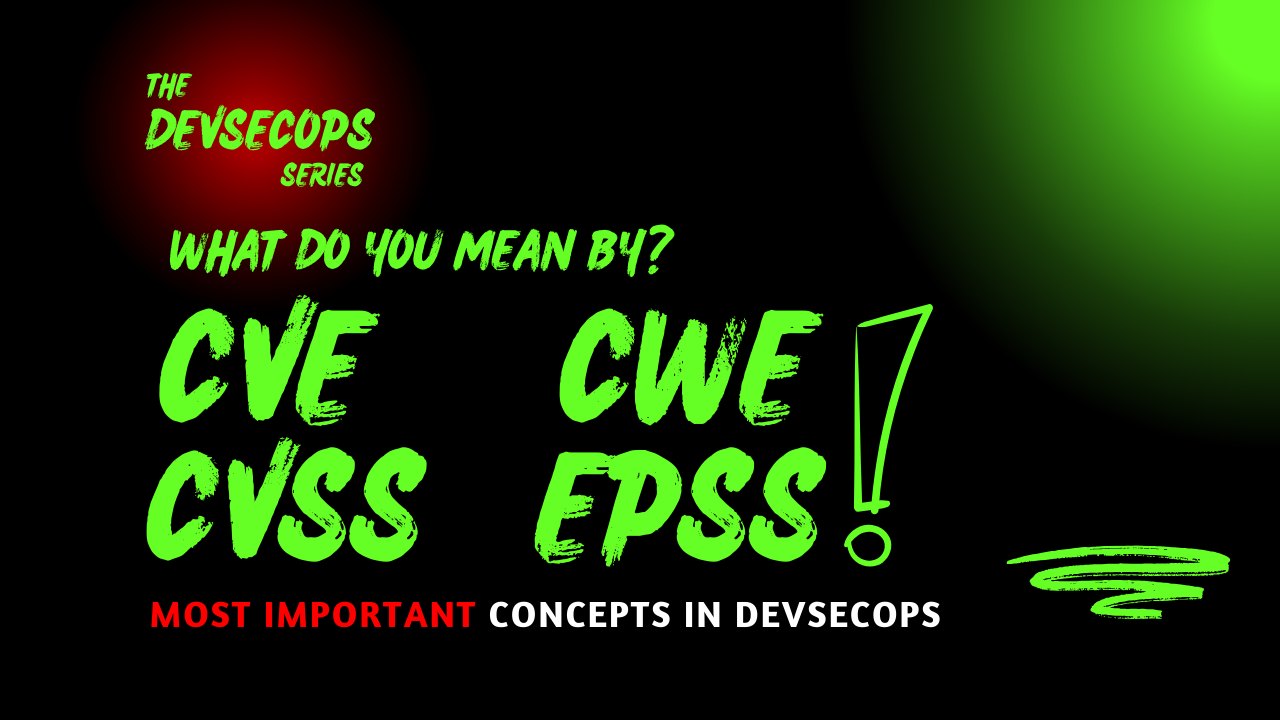 THE
DEVSECOPS
SERIES
WHAT DO YOU MEAN BY?
CVE CWE !
CVSS EPSS
MOST IMPORTANT CONCEPTS IN DEVSECOPS